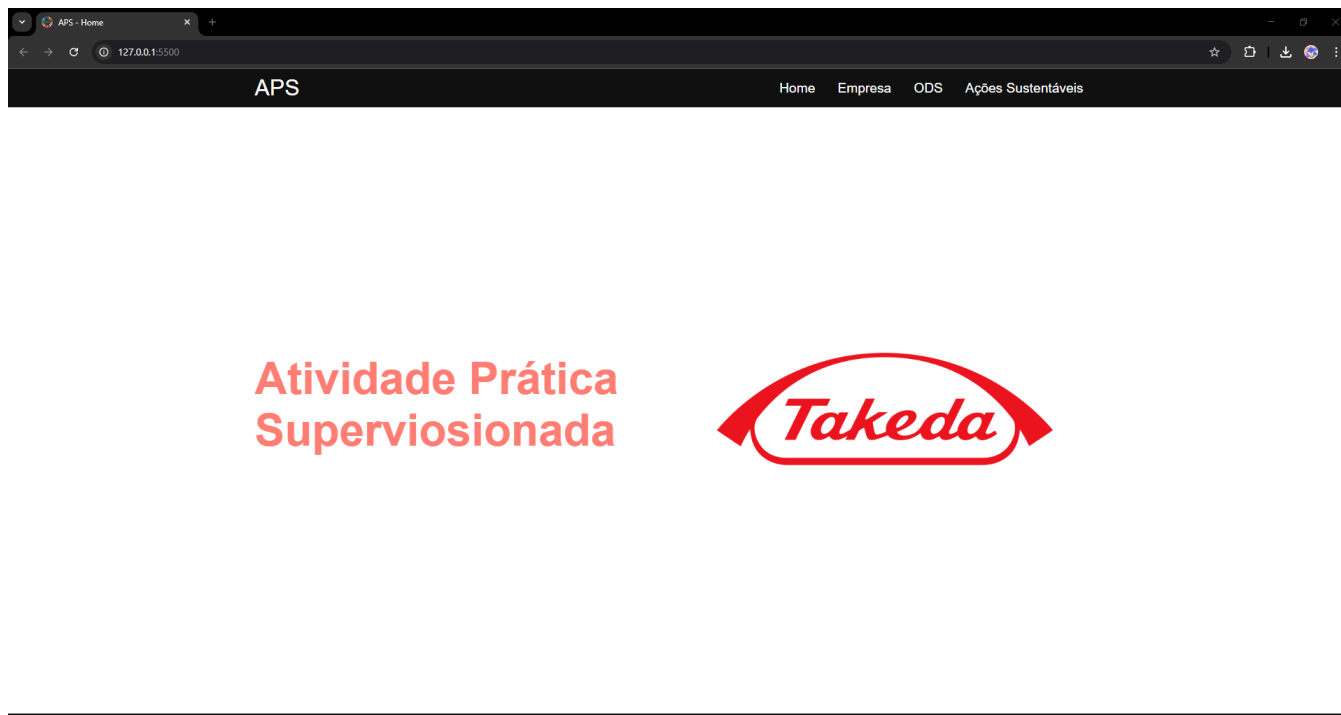 APS - Home
127.0.0.1:5500
APS
Home Empresa ODS Ações Sustentáveis
Atividade Prática
Superviosionada
Takeda